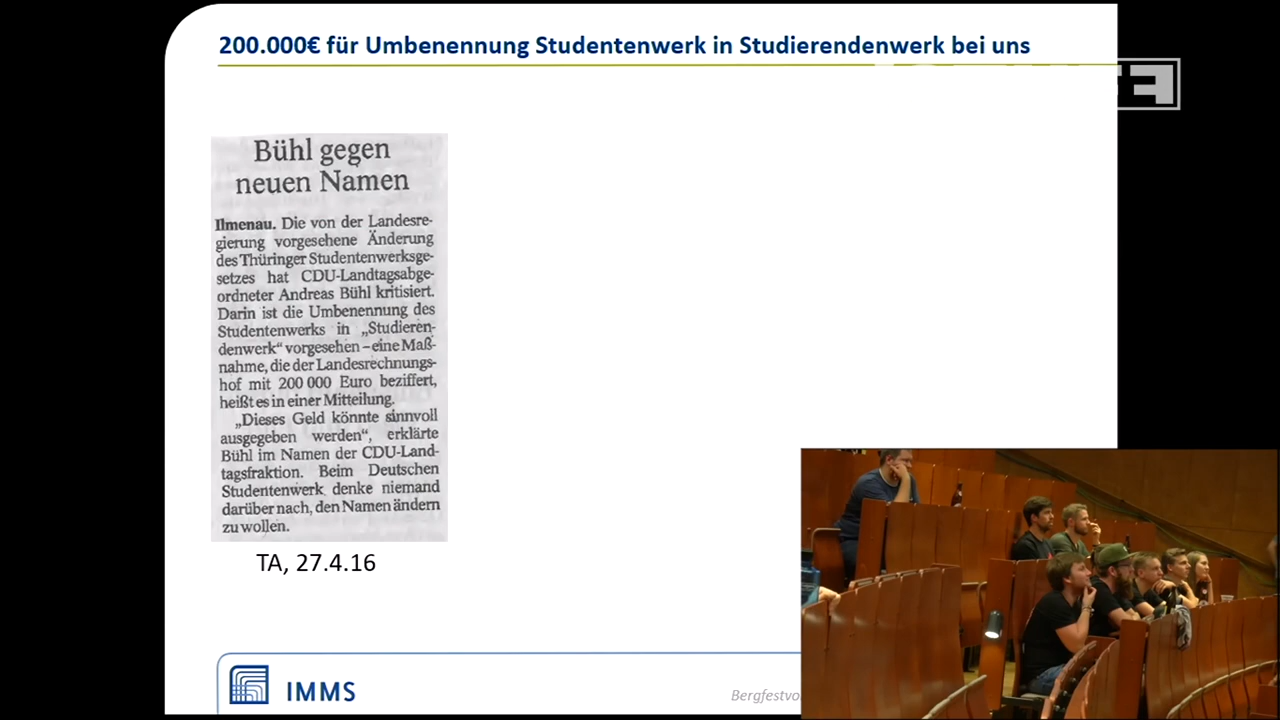 200.000€ für Umbenennung Studentenwerk in Studierendenwerk bei uns
Bühl gegen
neuen Namen
Ilmenau. Die von der Landesre-
gierung vorgesehene Änderung
des Thüringer Studentenwerksge-
setzes hat CDU-Landtagsabge-
ordneter Andreas Bühl kritisiert.
Darin ist die Umbenennung des
Studentenwerks in „Studieren-
denwerk“ vorgesehen – eine Maß-
nahme, die der Landesrechnungs-
hof mit 200 000 Euro beziffert,
heißt es in einer Mitteilung.
„Dieses Geld könnte sinnvoll
ausgegeben werden“, erklärte
Bühl im Namen der CDU-Land-
tagsfraktion. Beim Deutschen
Studentenwerk denke niemand
darüber nach, den Namen ändern
zu wollen.
TA, 27.4.16
IMMS